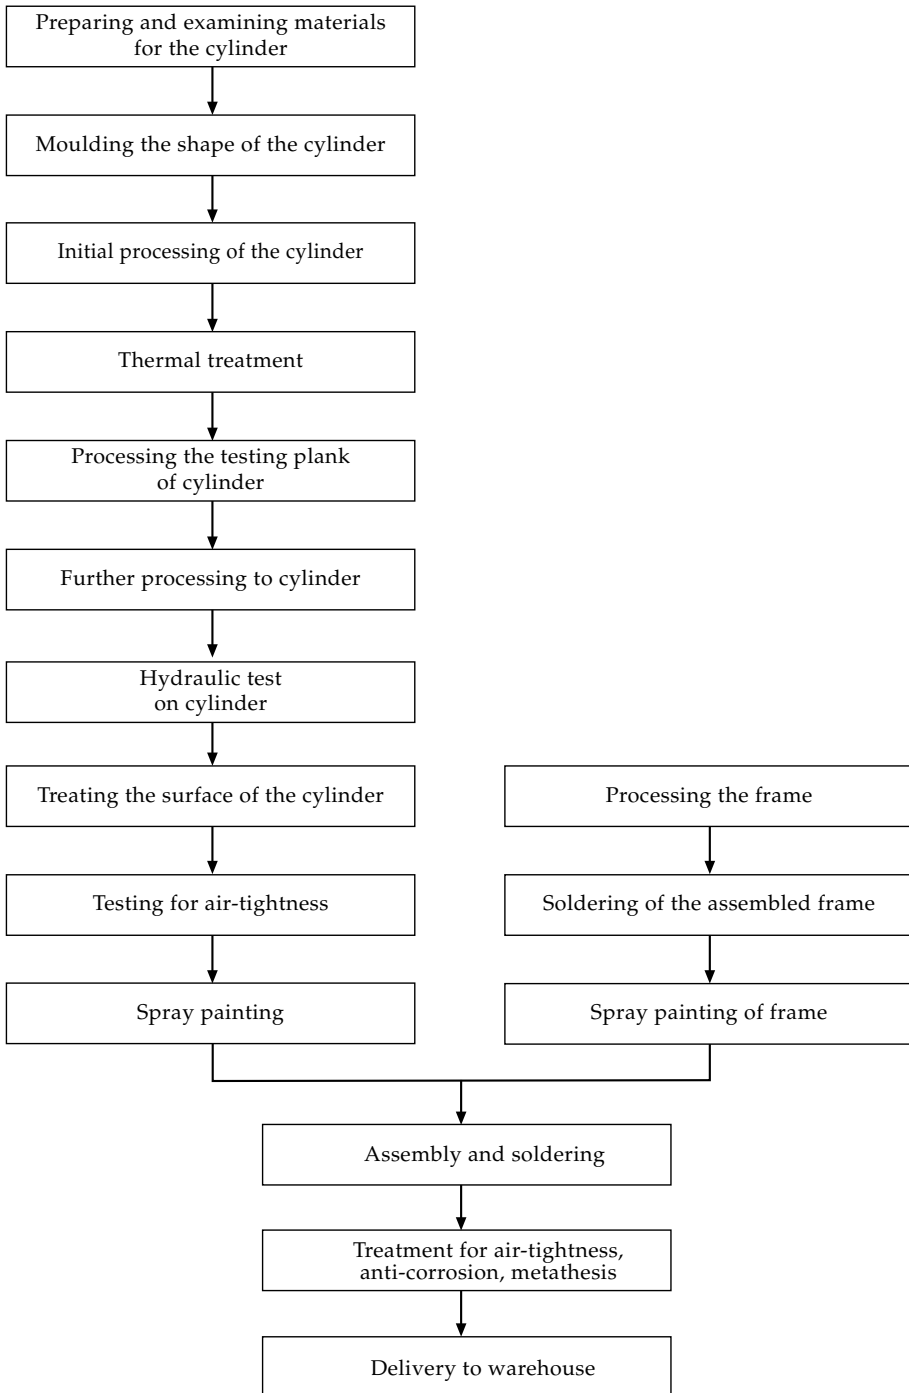 Preparing and examining materials
for the cylinder
Moulding the shape of the cylinder
Initial processing of the cylinder
Thermal treatment
Processing the testing plank
of cylinder
Further processing to cylinder
Hydraulic test
on cylinder
Treating the surface of the cylinder
Testing for air-tightness
Spray painting
Processing the frame
Soldering of the assembled frame
Spray painting of frame
Assembly and soldering
Treatment for air-tightness,
anti-corrosion, metathesis
Delivery to warehouse